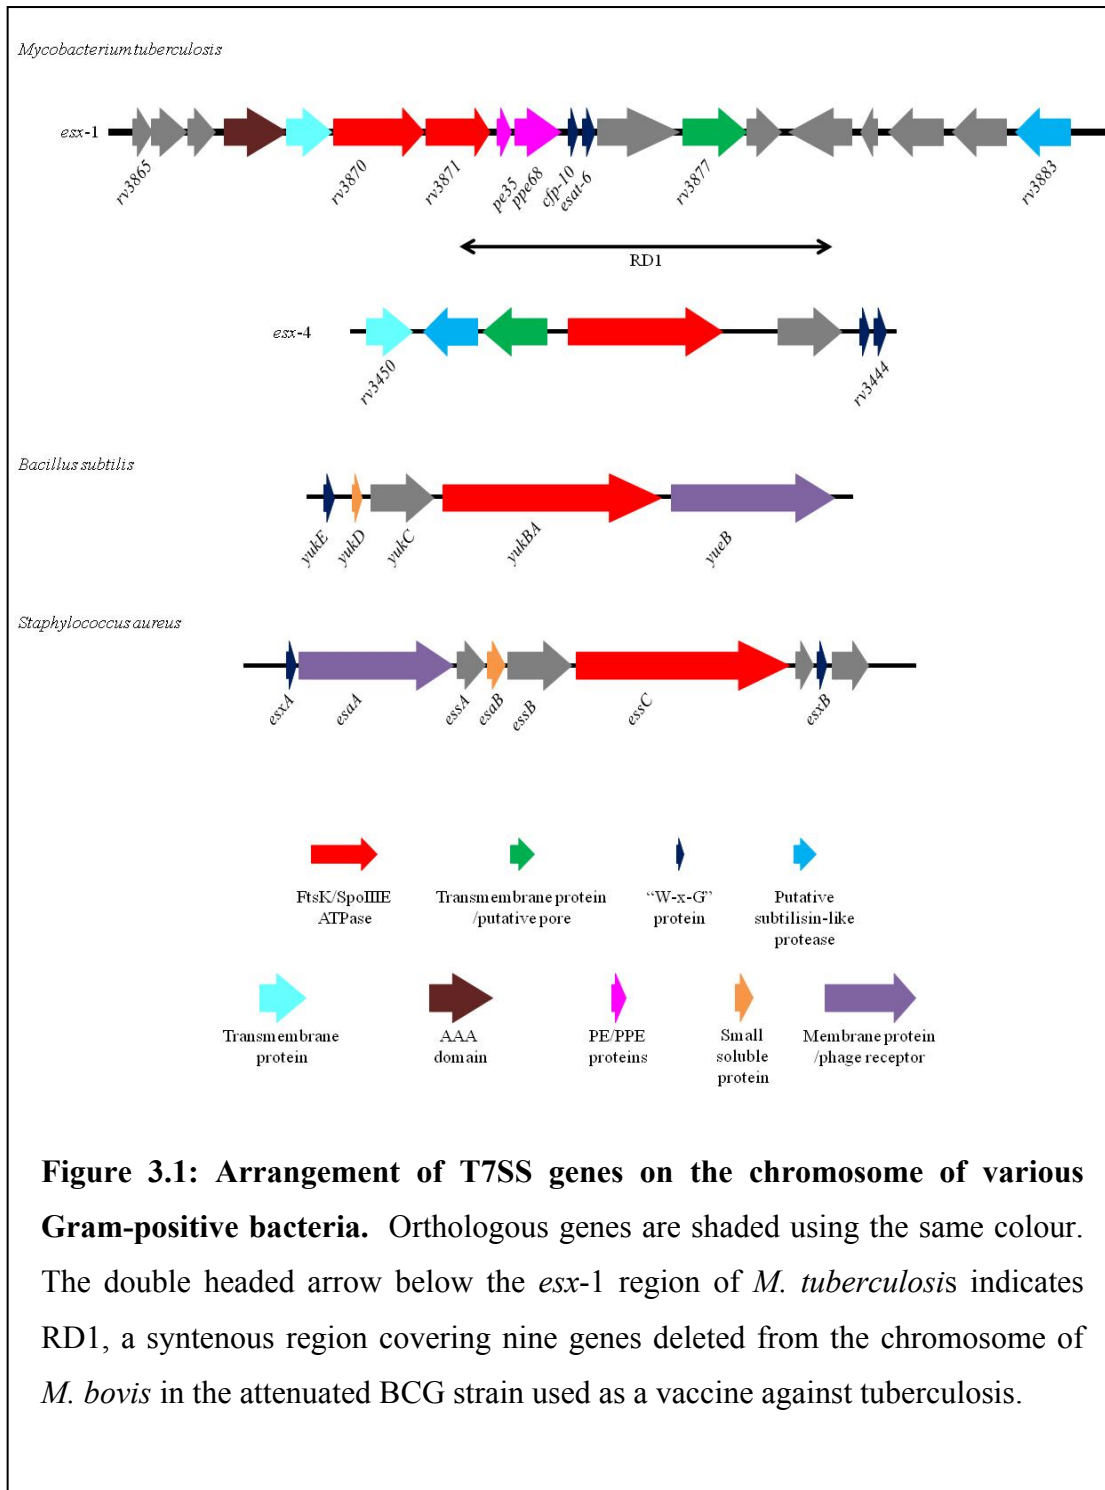 Mycobacterium tuberculosis
esx-1
rv3865
rv3870
rv3871
pe35
ppe68
cfp-10
esat-6
rv3877
rv3883
RD1
esx-4
rv3450
rv3444
Bacillus subtilis
yukE
yukD
yukC
yukBA
yueB
Staphylococcus aureus
esxA
esaA
essA
esaB
essB
essC
esxB
FtsK/SpoIIIE
ATPase
Transmembrane protein
/putative pore
“W-x-G”
protein
Putative
subtilisin-like
protease
Transmembrane
protein
AAA
domain
PE/PPE
proteins
Small
soluble
protein
Membrane protein
/phage receptor
Figure 3.1: Arrangement of T7SS genes on the chromosome of various
Gram-positive bacteria. Orthologous genes are shaded using the same colour.
The double headed arrow below the esx-1 region of M. tuberculosis indicates
RD1, a syntenous region covering nine genes deleted from the chromosome of
M. bovis in the attenuated BCG strain used as a vaccine against tuberculosis.